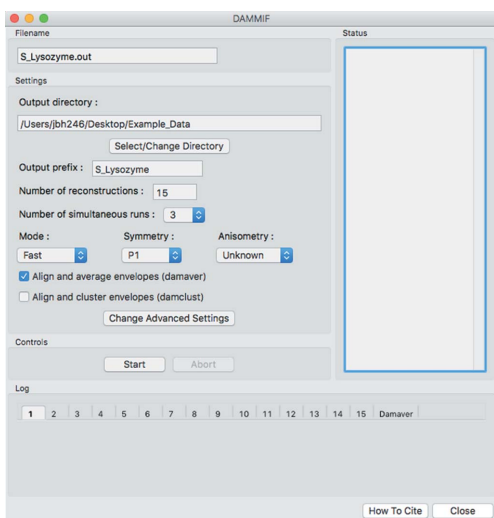 DAMMIF
Filename
Status
S_Lysozyme.out
Settings
Output directory :
/Users/jbh246/Desktop/Example_Data
Select/Change Directory
Output prefix : S_Lysozyme
Number of reconstructions : 15
Number of simultaneous runs : 3
Mode : Symmetry : Anisometry :
Fast P1 Unknown
Align and average envelopes (damaver)
Align and cluster envelopes (damclust)
Change Advanced Settings
Controls
Start Abort
Log
1 2 3 4 5 6 7 8 9 10 11 12 13 14 15 Damaver
How To Cite Close